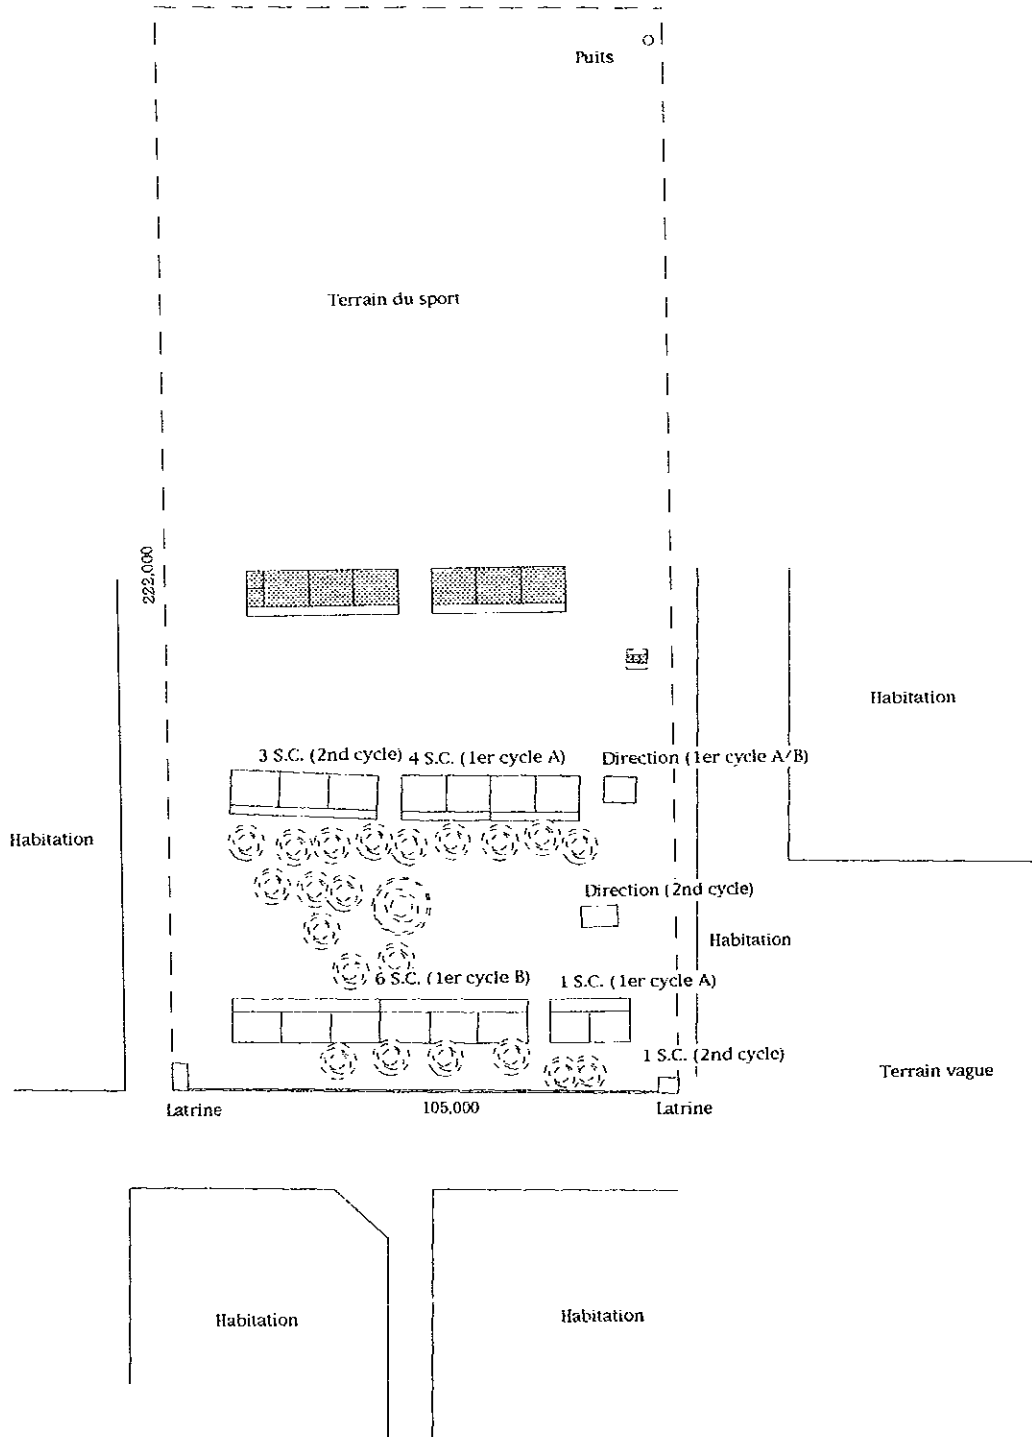 Puits
Terrain du sport
222,000
Habitation
3 S.C. (2nd cycle)
4 S.C. (1er cycle A)
Direction (1er cycle A/B)
Habitation
Direction (2nd cycle)
Habitation
6 S.C. (1er cycle B)
1 S.C. (1er cycle A)
1 S.C. (2nd cycle)
Terrain vague
Latrine
105,000
Latrine
Habitation
Habitation